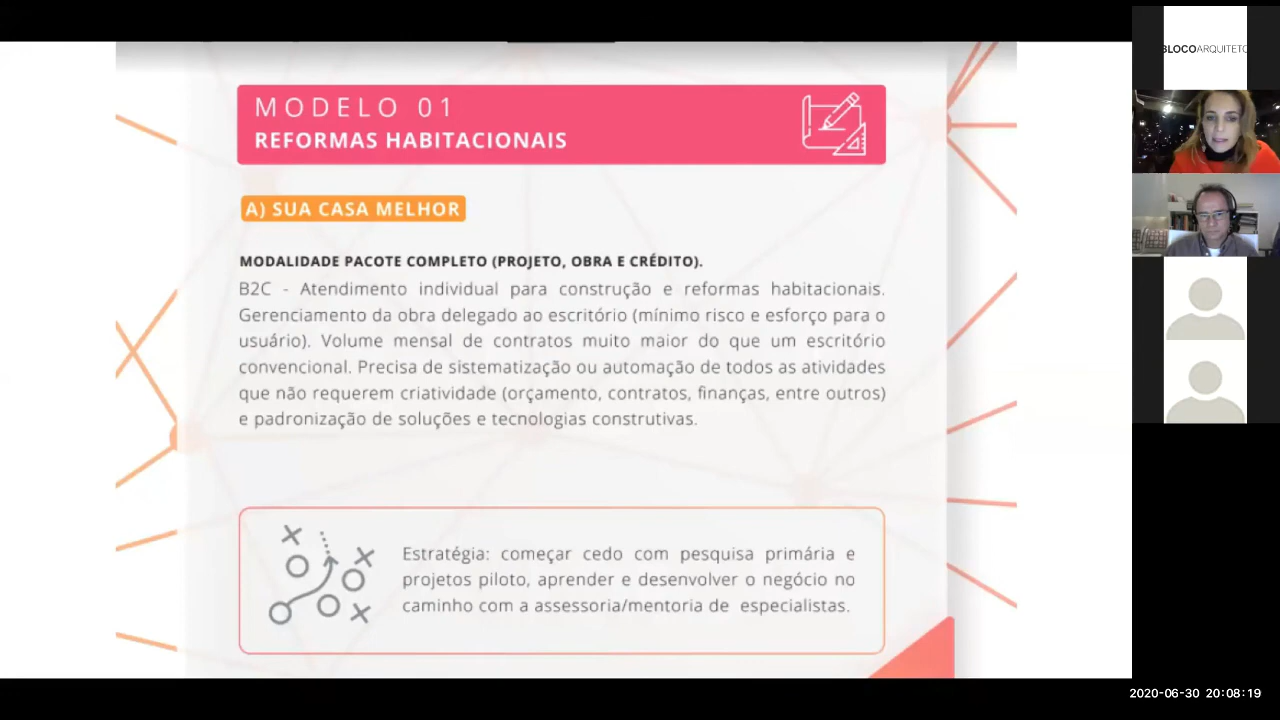 MODELO 01
REFORMAS HABITACIONAIS
A) SUA CASA MELHOR
MODALIDADE PACOTE COMPLETO (PROJETO, OBRA E CRÉDITO).
B2C - Atendimento individual para construção e reformas habitacionais.
Gerenciamento da obra delegado ao escritório (mínimo risco e esforço para o
usuário). Volume mensal de contratos muito maior do que um escritório
convencional. Precisa de sistematização ou automação de todos as atividades
que não requerem criatividade (orçamento, contratos, finanças, entre outros)
e padronização de soluções e tecnologias construtivas.
Estratégia: começar cedo com pesquisa primária e
projetos piloto, aprender e desenvolver o negócio no
caminho com a assessoria/mentoria de especialistas.
BLOCOARQUITETO
2020-06-30 20:08:19